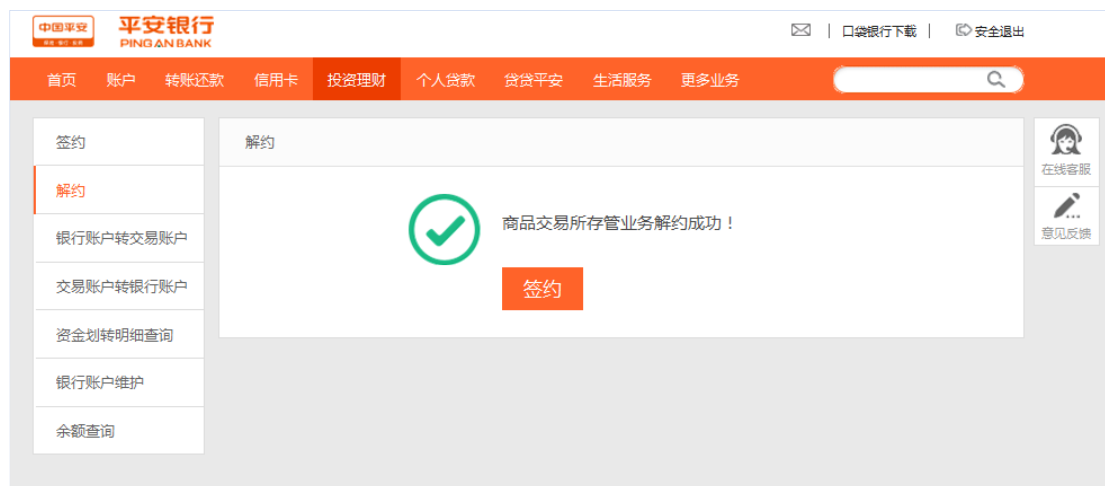 中国平安
平安银行
保险·银行·投资
PING AN BANK
口袋银行下载
安全退出
首页 账户 转账还款 信用卡 投资理财 个人贷款 贷贷平安 生活服务 更多业务
签约
解约
银行账户转交易账户
交易账户转银行账户
资金划转明细查询
银行账户维护
余额查询
解约
商品交易所存管业务解约成功！
签约
在线客服
意见反馈